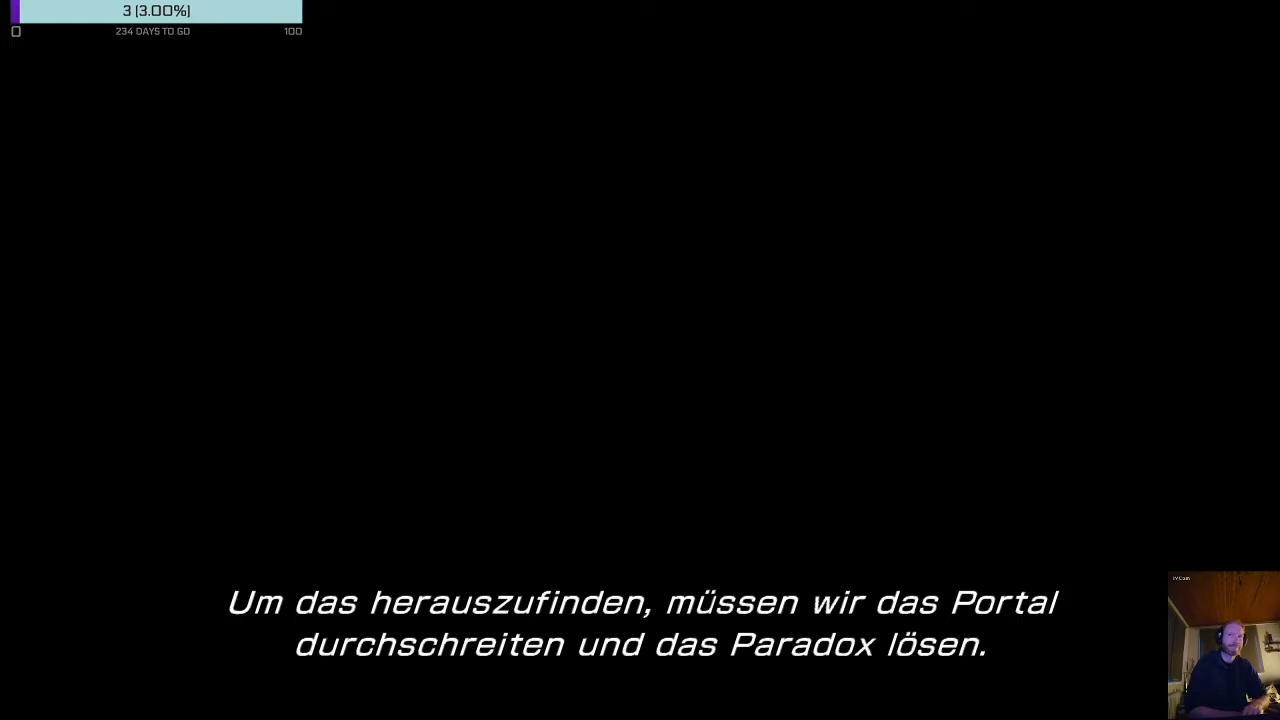 3 (3.00%)
0 234 DAYS TO GO 100
Um das herauszufinden, müssen wir das Portal
durchschreiten und das Paradox lösen.